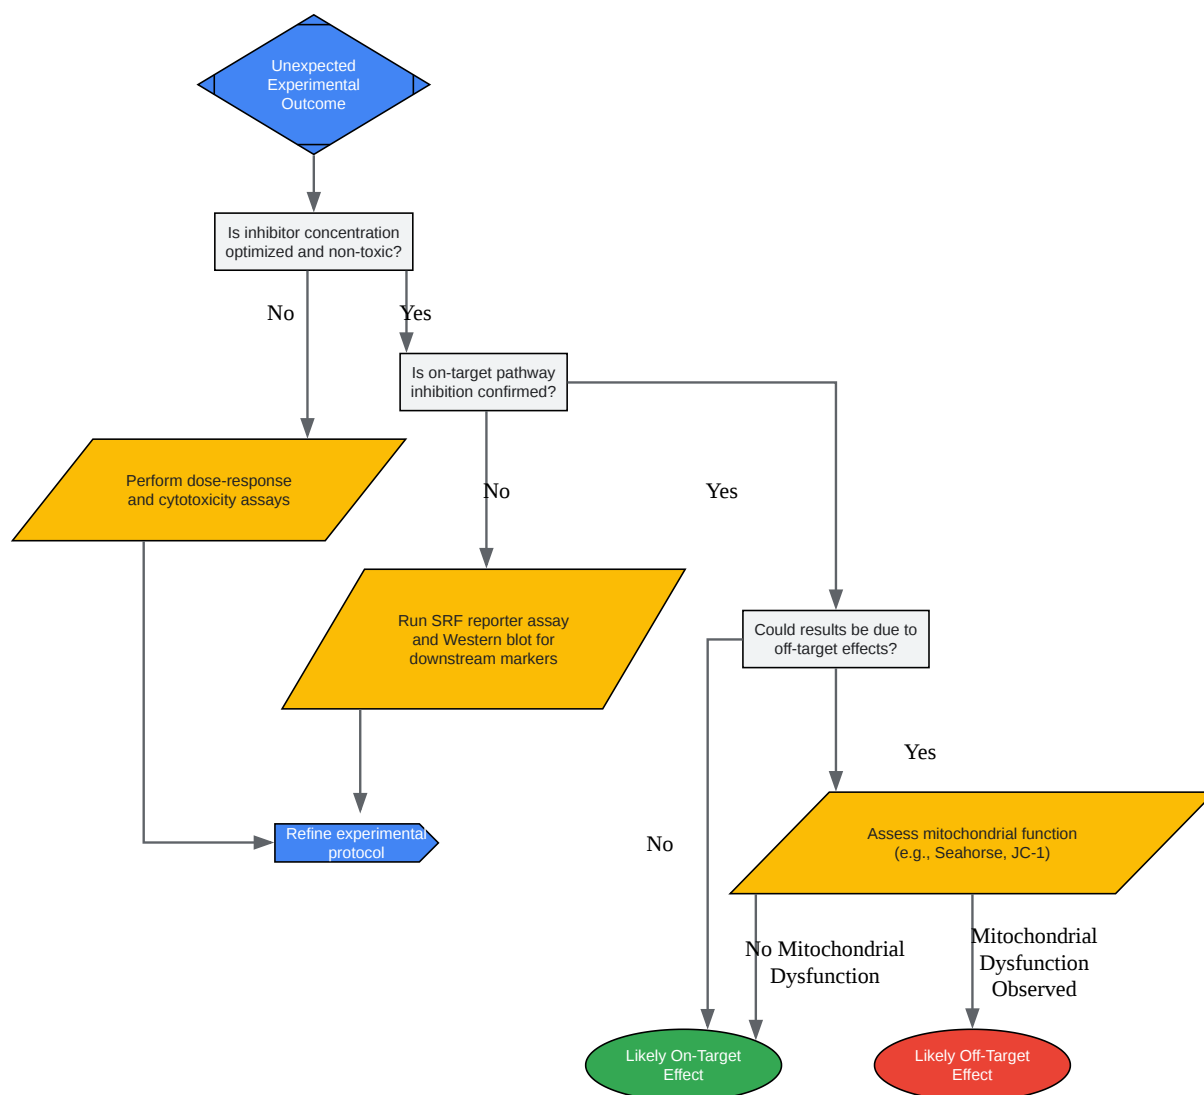 Unexpected
Experimental
Outcome
Is inhibitor concentration
optimized and non-toxic?
No
Yes
Is on-target pathway
inhibition confirmed?
Perform dose-response
and cytotoxicity assays
No
Yes
Run SRF reporter assay
and Western blot for
downstream markers
Could results be due to
off-target effects?
Yes
No
Refine experimental
protocol
Assess mitochondrial function
(e.g., Seahorse, JC-1)
No Mitochondrial
Dysfunction
Mitochondrial
Dysfunction
Observed
Likely On-Target
Effect
Likely Off-Target
Effect